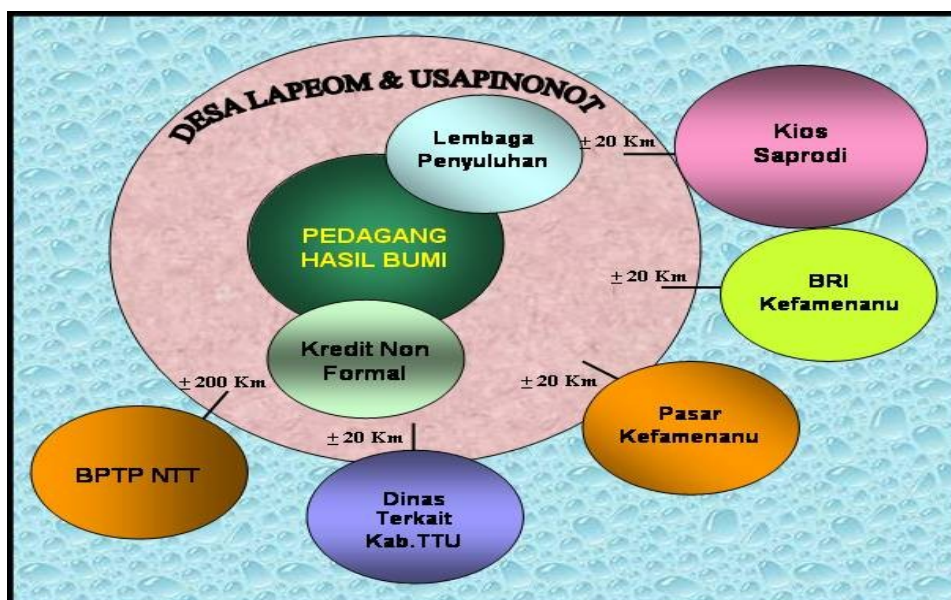 DESA LAPEOM & USAPINONOT
Lembaga
Penyuluhan
± 20 Km
Kios
Saprodi
PEDAGANG
HASIL BUMI
± 20 Km
BRI
Kefamenanu
Kredit Non
Formal
± 200 Km
± 20 Km
Pasar
Kefamenanu
± 20 Km
BPTP NTT
Dinas
Terkait
Kab.TTU